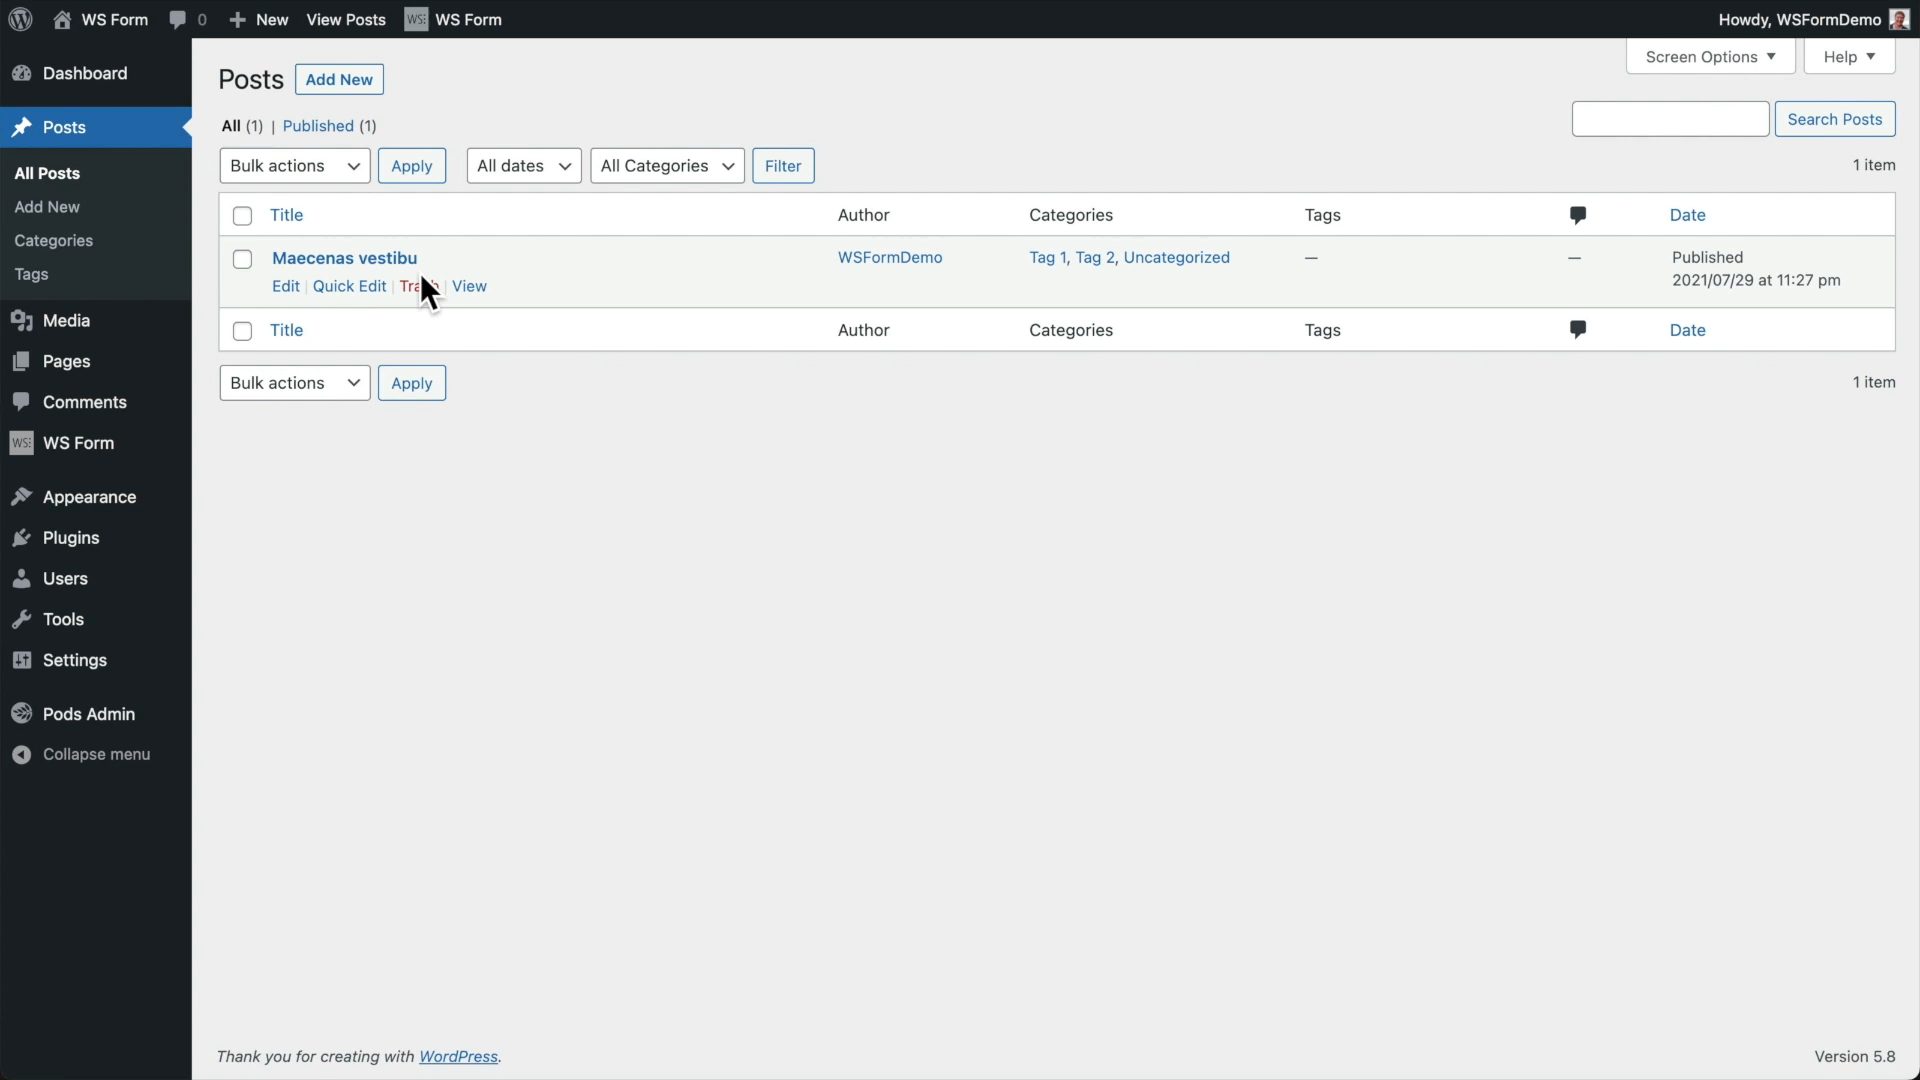 WS Form 0 New View Posts WS Form Howdy, WSFormDemo
Dashboard
Posts
All Posts
Add New
Categories
Tags
Media
Pages
Comments
WS Form
Appearance
Plugins
Users
Tools
Settings
Pods Admin
Collapse menu
Screen Options Help
Posts Add New
All (1) | Published (1)
Search Posts
Bulk actions Apply All dates All Categories Filter 1 item
Title Author Categories Tags Date
Maecenas vestibu WSFormDemo Tag 1, Tag 2, Uncategorized — — Published
2021/07/29 at 11:27 pm
Edit | Quick Edit | Trash | View
Title Author Categories Tags Date
Bulk actions Apply 1 item
Thank you for creating with WordPress. Version 5.8